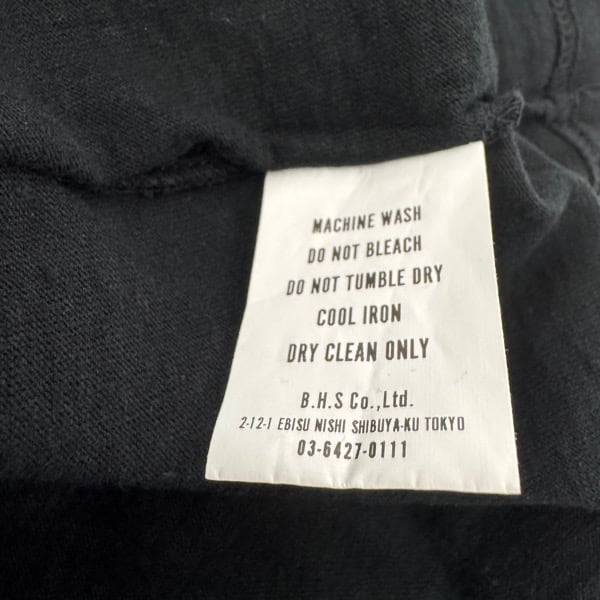 MACHINE WASH
DO NOT BLEACH
DO NOT TUMBLE DRY
COOL IRON
DRY CLEAN ONLY
B.H.S Co.,Ltd.
2-12-1 EBISU NISHI SHIBUYA-KU TOKYO
03-6427-0111